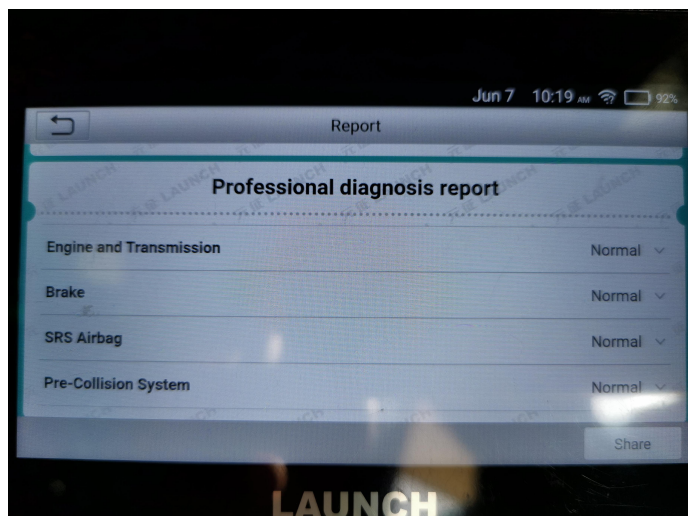 Jun 7 10:19 AM 92%
Report
Professional diagnosis report
Engine and Transmission Normal
Brake Normal
SRS Airbag Normal
Pre-Collision System Normal
Share
LAUNCH